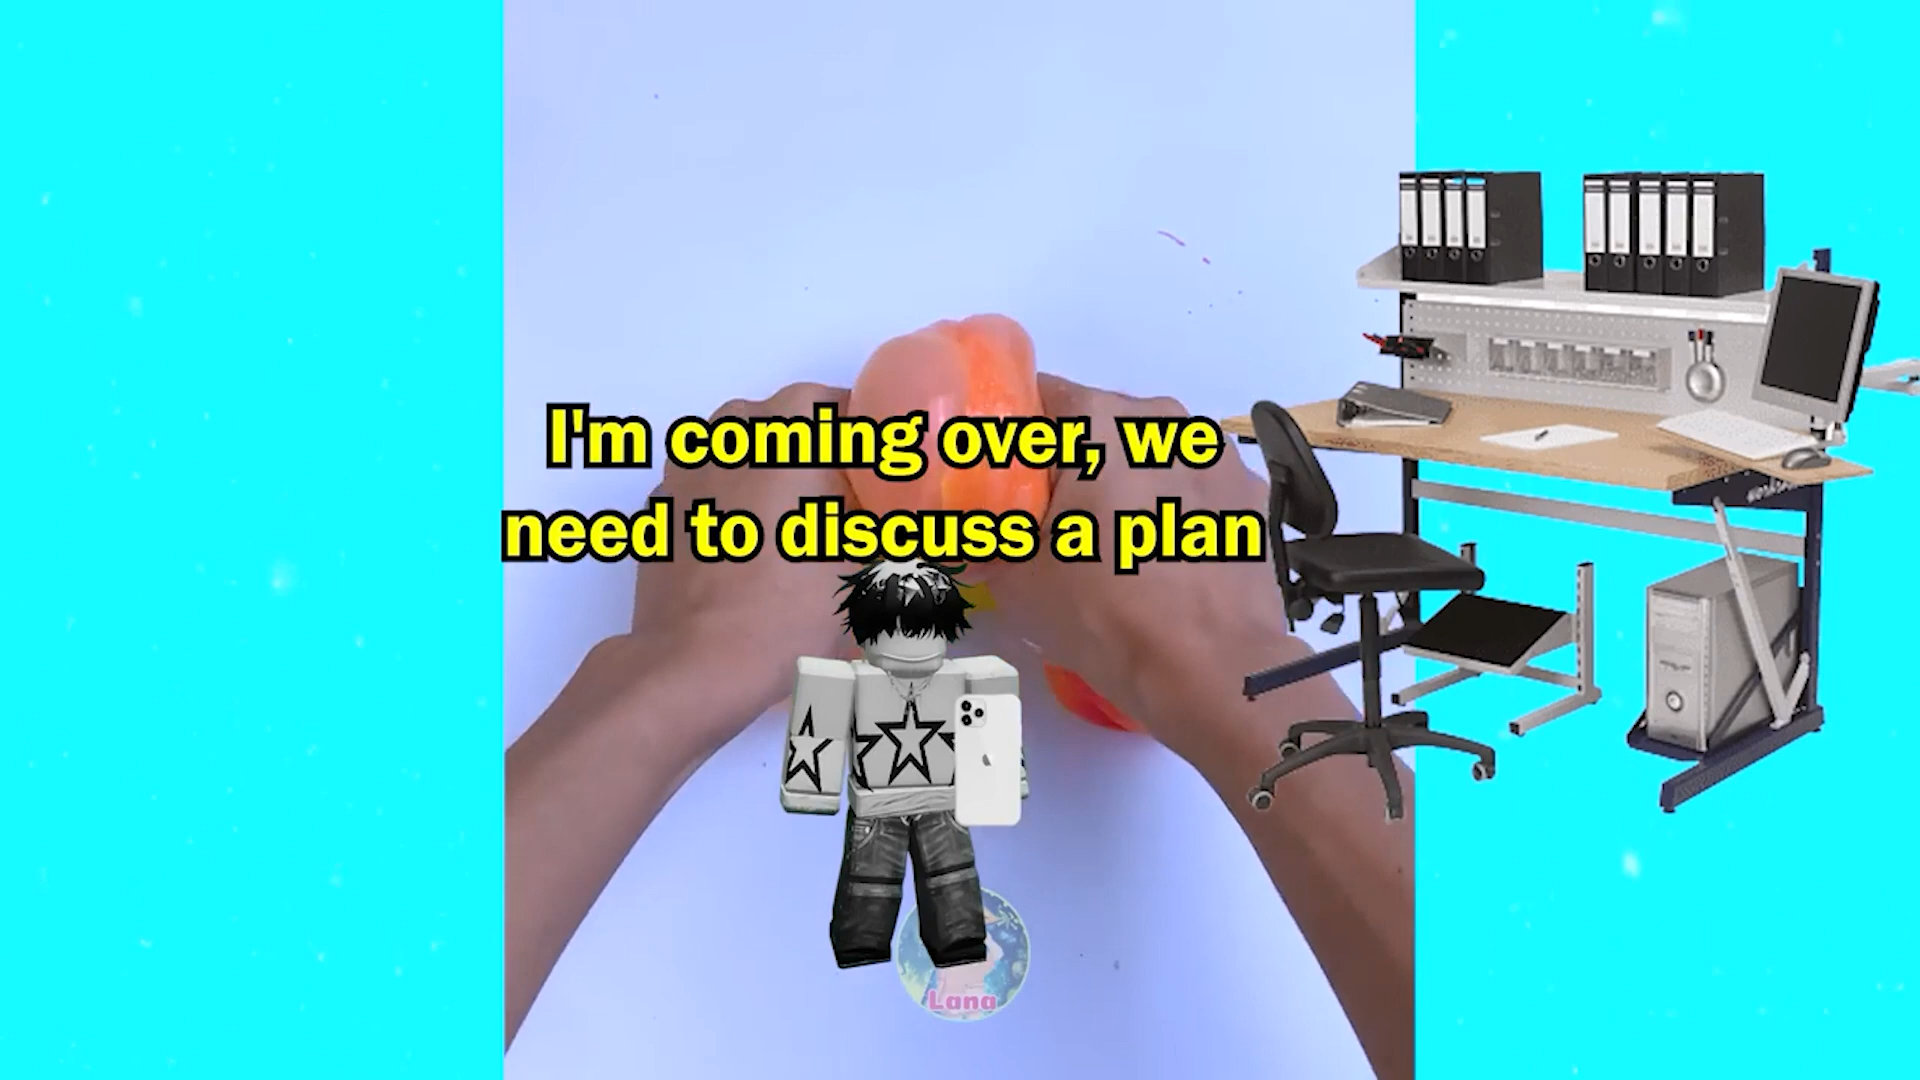 I'm coming over, we
need to discuss a plan
Lana